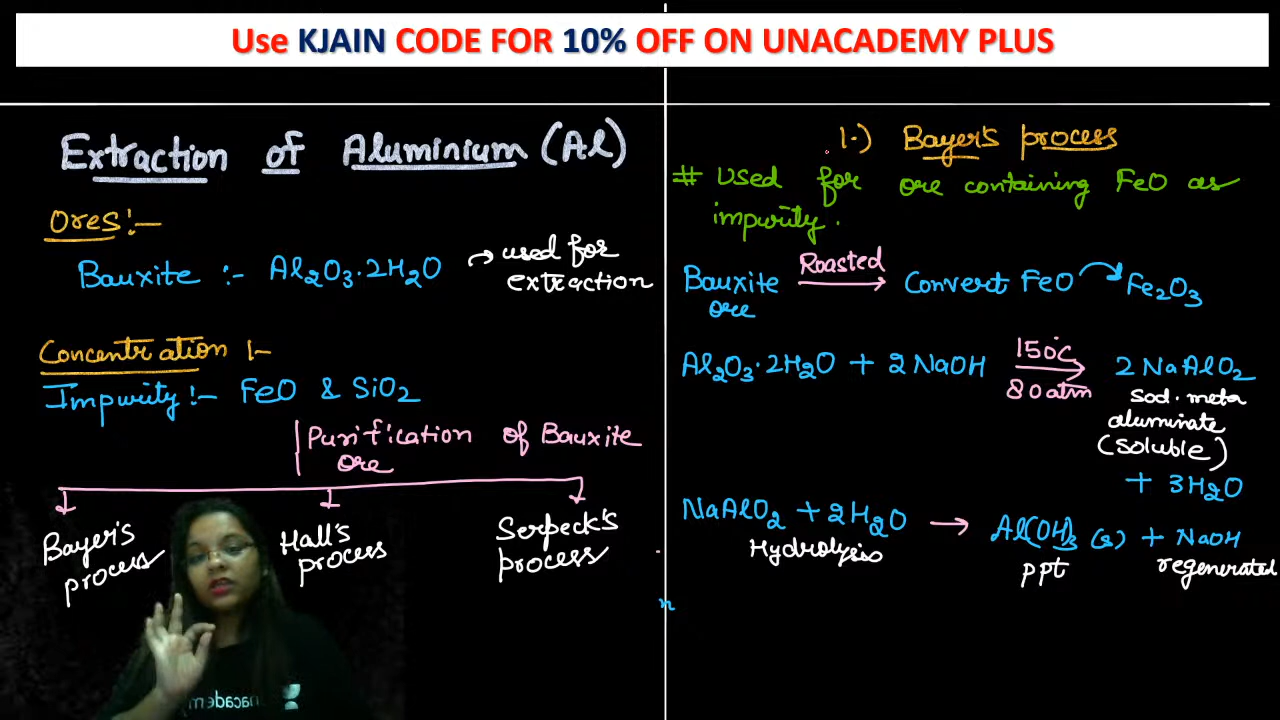 Use KJAIN CODE FOR 10% OFF ON UNACADEMY PLUS
Extraction of Aluminium (Al)
Ores :-
Bauxite :- Al₂O₃·2H₂O → used for
extraction
Concentration :-
Impurity :- FeO & SiO₂
Purification of Bauxite
ore
Bayer's
process
Hall's
process
Serpeck's
process
1.) Bayer's process
# Used for ore containing FeO as
impurity.
Bauxite
ore
Roasted
→ Convert FeO → Fe₂O₃
Al₂O₃·2H₂O + 2NaOH
150°C
→
80 atm
2NaAlO₂
Sod. meta
aluminate
(Soluble)
+ 3H₂O
NaAlO₂ + 2H₂O → Al(OH)₃ (s) + NaOH
Hydrolysis
ppt
regenerated
unacademy